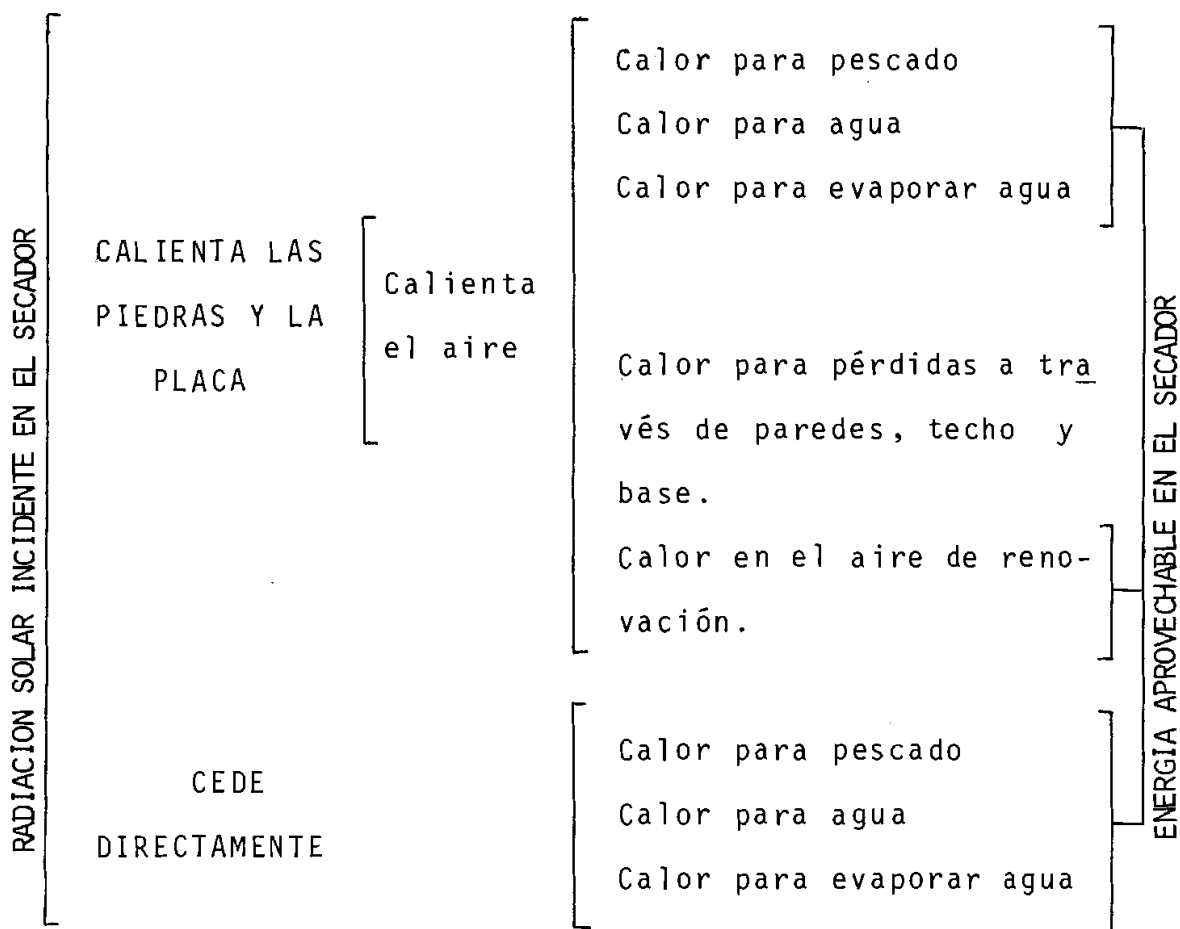 RADIACION SOLAR INCIDENTE EN EL SECADOR
CALIENTA LAS
PIEDRAS Y LA
PLACA
Calienta
el aire
Calor para pescado
Calor para agua
Calor para evaporar agua
Calor para pérdidas a tra
vés de paredes, techo y
base.
Calor en el aire de reno-
vación.
CEDE
DIRECTAMENTE
Calor para pescado
Calor para agua
Calor para evaporar agua
ENERGIA APROVECHABLE EN EL SECADOR